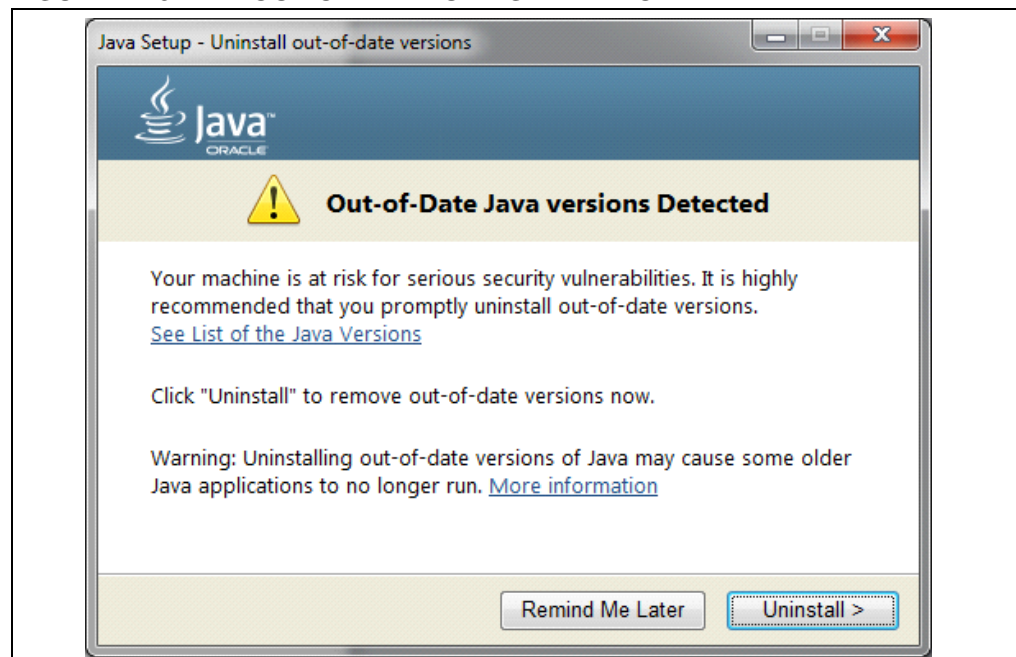 Java Setup - Uninstall out-of-date versions
Java™
ORACLE
Out-of-Date Java versions Detected
Your machine is at risk for serious security vulnerabilities. It is highly
recommended that you promptly uninstall out-of-date versions.
See List of the Java Versions
Click "Uninstall" to remove out-of-date versions now.
Warning: Uninstalling out-of-date versions of Java may cause some older
Java applications to no longer run. More information
Remind Me Later
Uninstall >